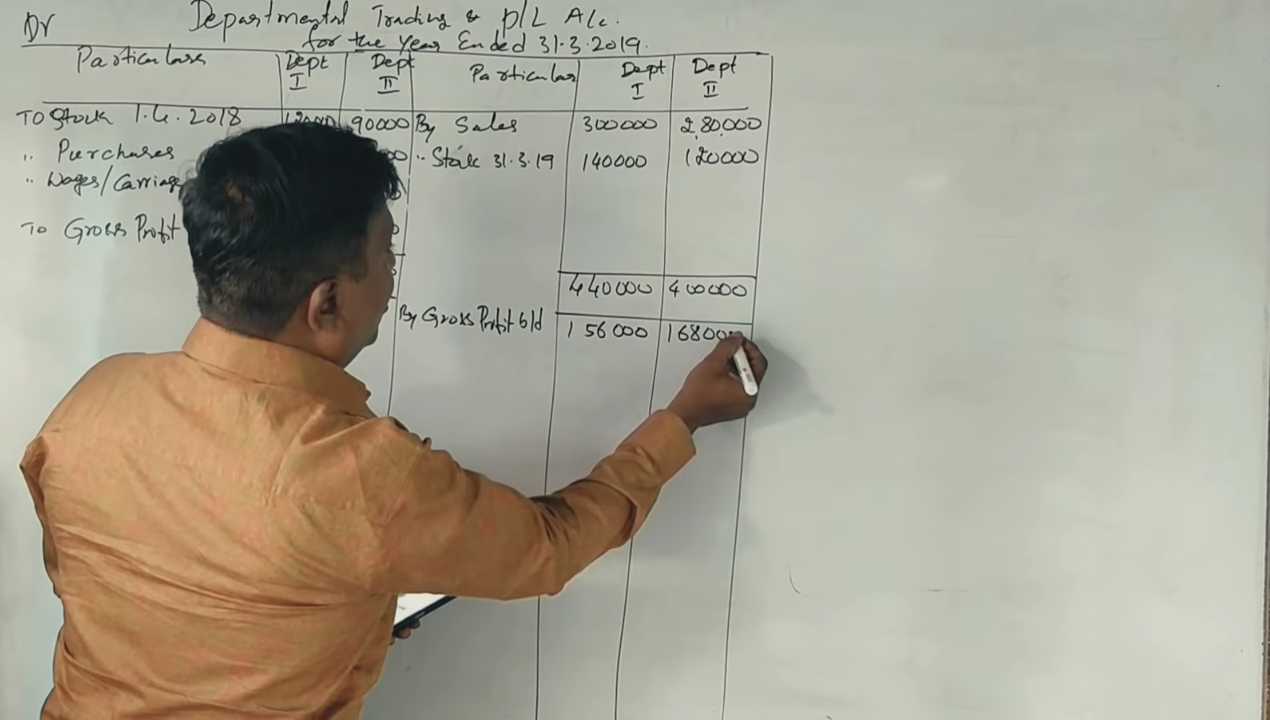 Dr Departmental Trading & P/L A/c.
for the Year Ended 31.3.2019.
Particulars Dept I Dept II Particulars Dept I Dept II
To Stock 1.4.2018 90000 By Sales 300000 2,80,000
" Purchases " Stock 31.3.19 140000 120000
" Wages/Carriage
To Gross Profit
440000 400000
By Gross Profit b/d 156000 168000